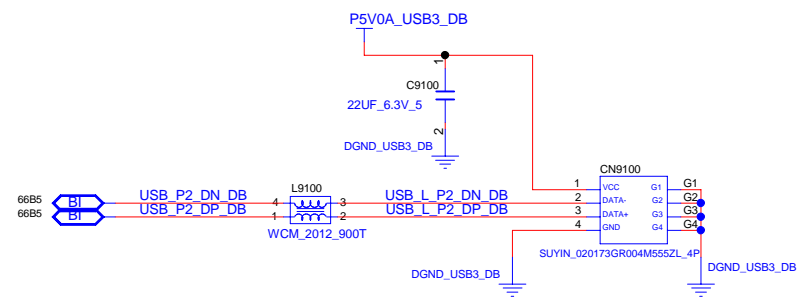 P5V0A_USB3_DB
1
C9100
22UF_6.3V_5
2
DGND_USB3_DB
66B5 BI USB_P2_DN_DB 4 L9100 3 USB_L_P2_DN_DB
66B5 BI USB_P2_DP_DB 1 2 USB_L_P2_DP_DB
WCM_2012_900T
CN9100
1 VCC G1 G1
2 DATA- G2 G2
3 DATA+ G3 G3
4 GND G4 G4
SUYIN_020173GR004M555ZL_4P
DGND_USB3_DB
DGND_USB3_DB